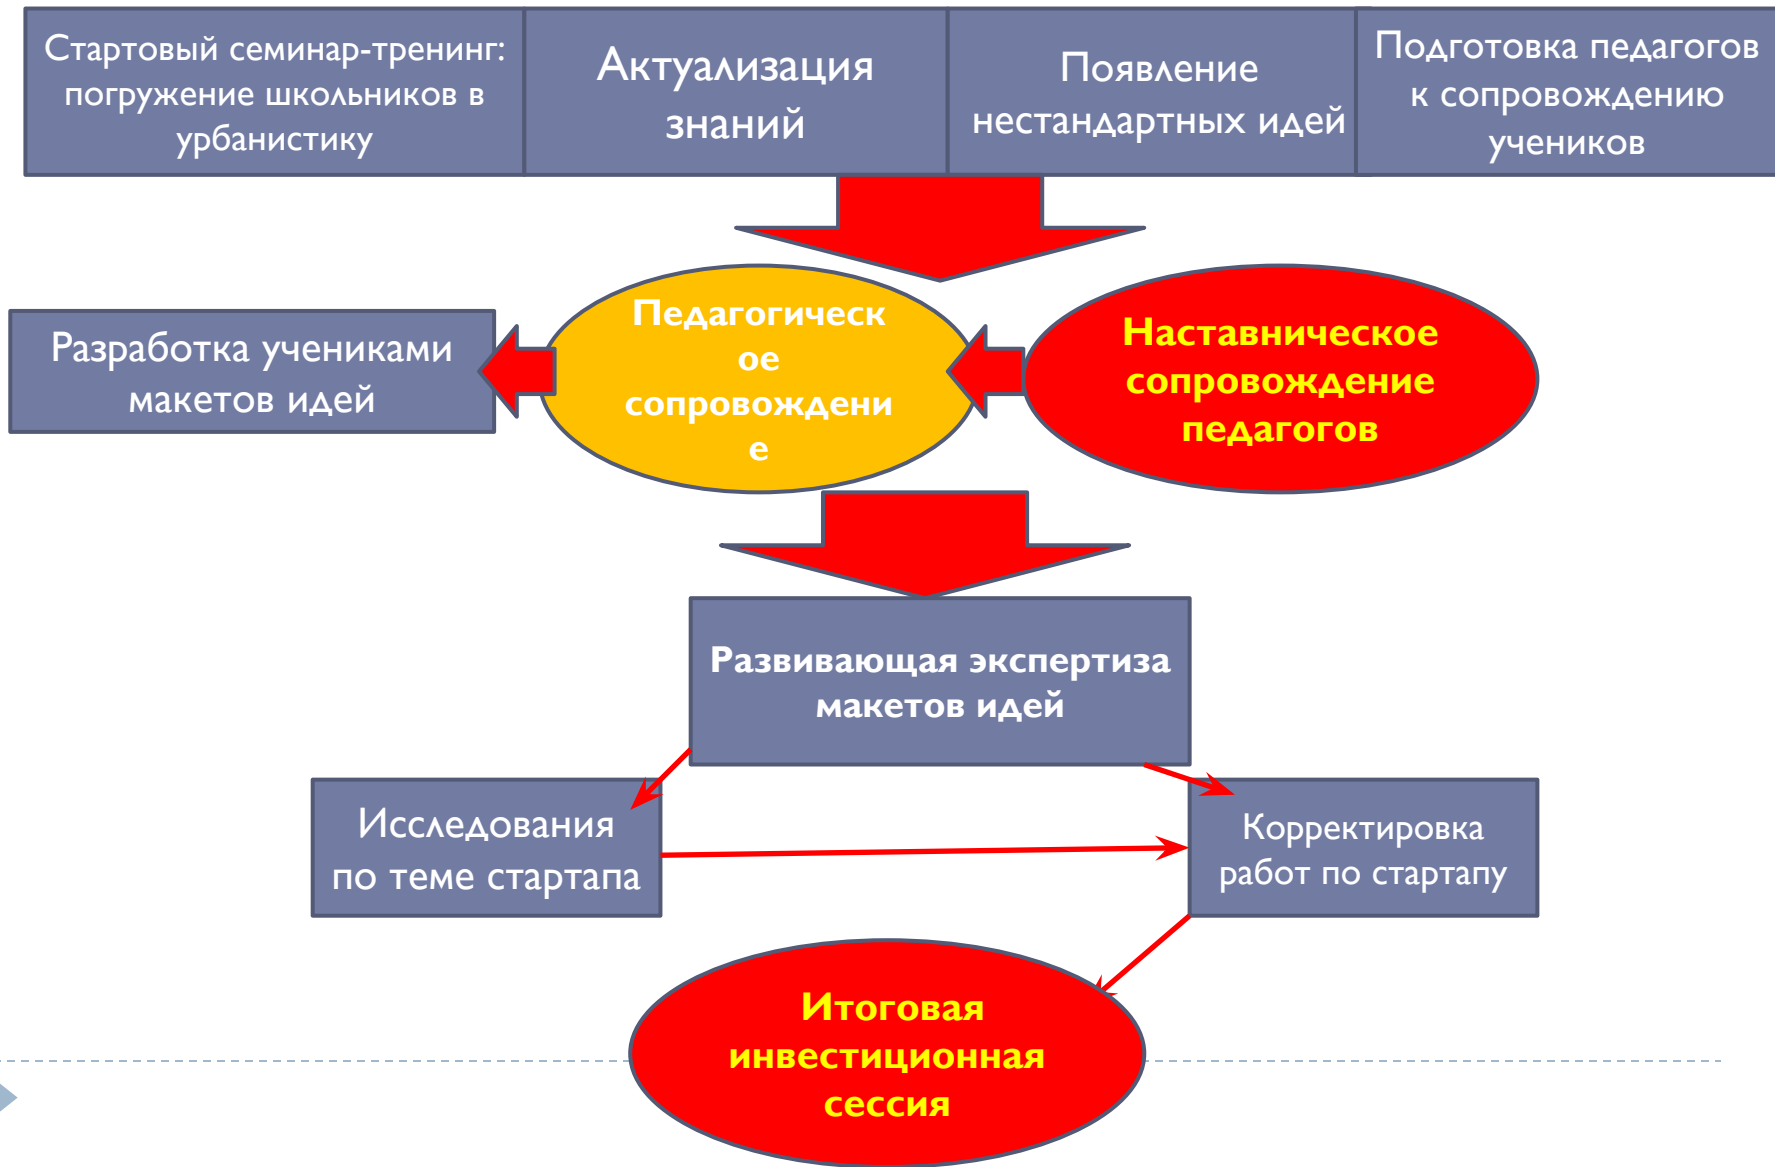 Стартовый семинар-тренинг:
погружение школьников в
урбанистику
Актуализация
знаний
Появление
нестандартных идей
Подготовка педагогов
к сопровождению
учеников
Разработка учениками
макетов идей
Педагогическ
ое
сопровождени
е
Наставническое
сопровождение
педагогов
Развивающая экспертиза
макетов идей
Исследования
по теме стартапа
Корректировка
работ по стартапу
Итоговая
инвестиционная
сессия